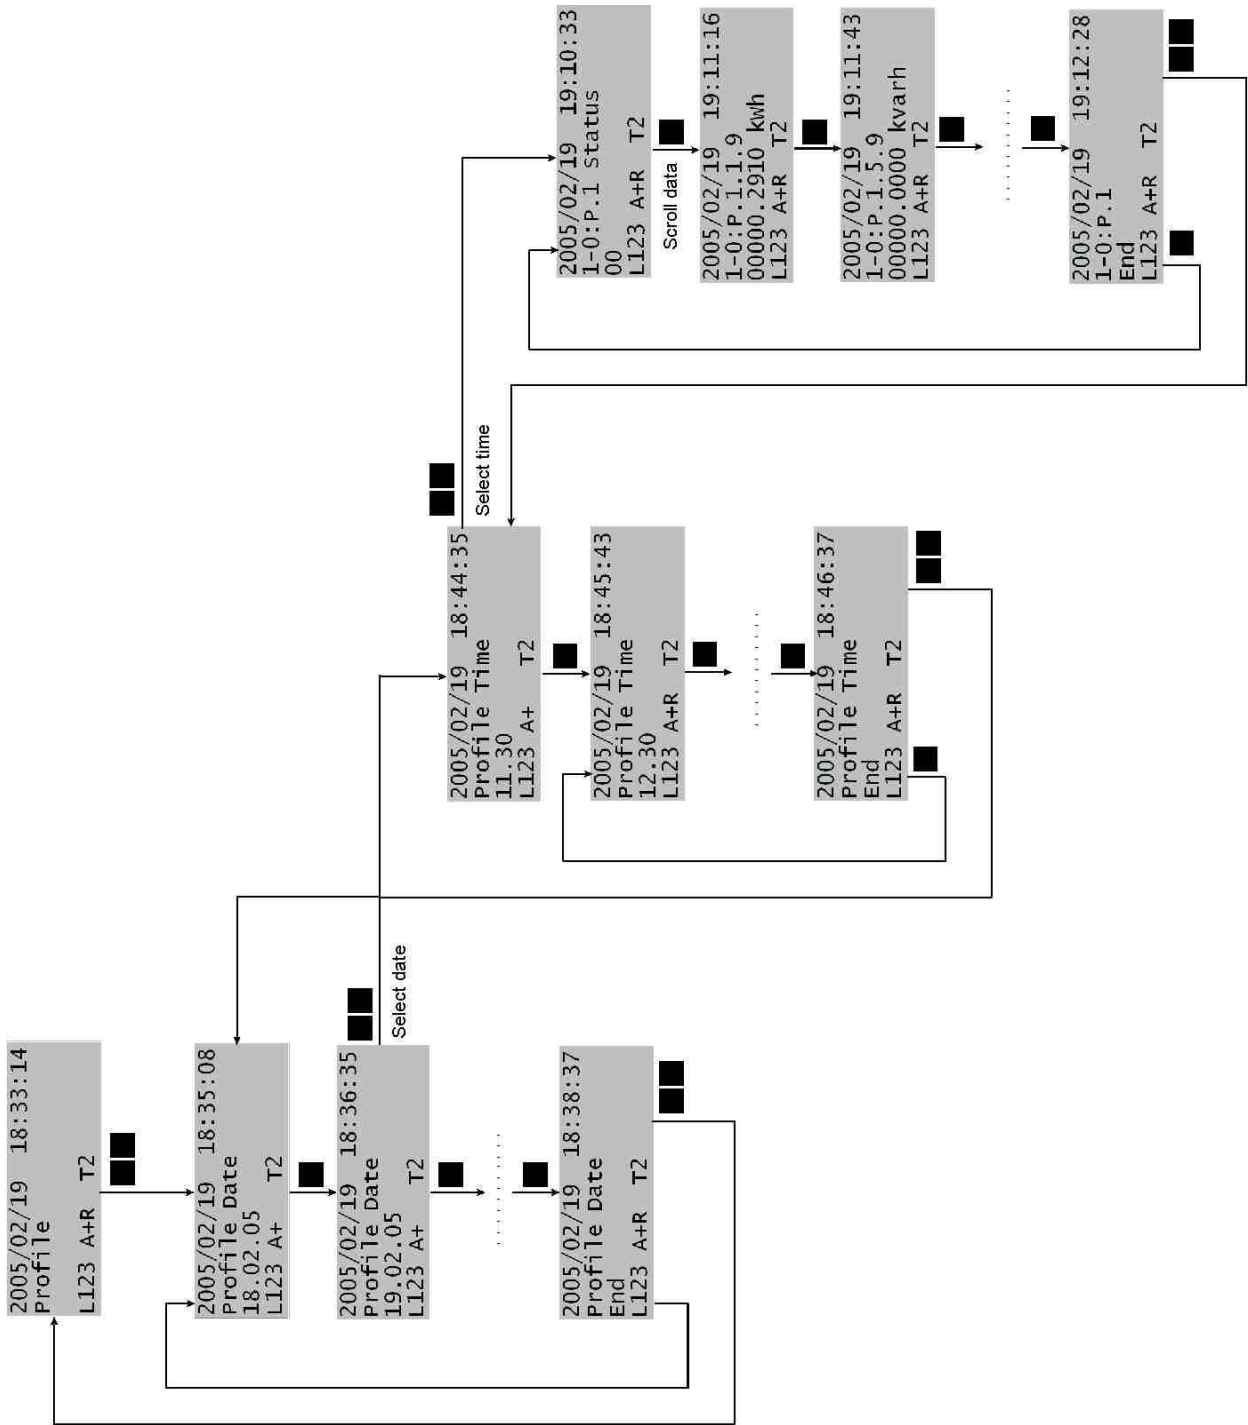 2005/02/19 18:33:14
Profile
L123 A+R T2
2005/02/19 18:35:08
Profile Date
18.02.05
L123 A+ T2
2005/02/19 18:36:35
Profile Date
19.02.05
L123 A+ T2
Select date
2005/02/19 18:38:37
Profile Date
End
L123 A+R T2
2005/02/19 18:44:35
Profile Time
11.30
L123 A+ T2
Select time
2005/02/19 18:45:43
Profile Time
12.30
L123 A+R T2
2005/02/19 18:46:37
Profile Time
End
L123 A+R T2
2005/02/19 19:10:33
1-0:P.1 Status
00
L123 A+R T2
Scroll data
2005/02/19 19:11:16
1-0:P.1.1.9
00000.2910 kWh
L123 A+R T2
2005/02/19 19:11:43
1-0:P.1.5.9
00000.0000 kvarh
L123 A+R T2
2005/02/19 19:12:28
1-0:P.1
End
L123 A+R T2